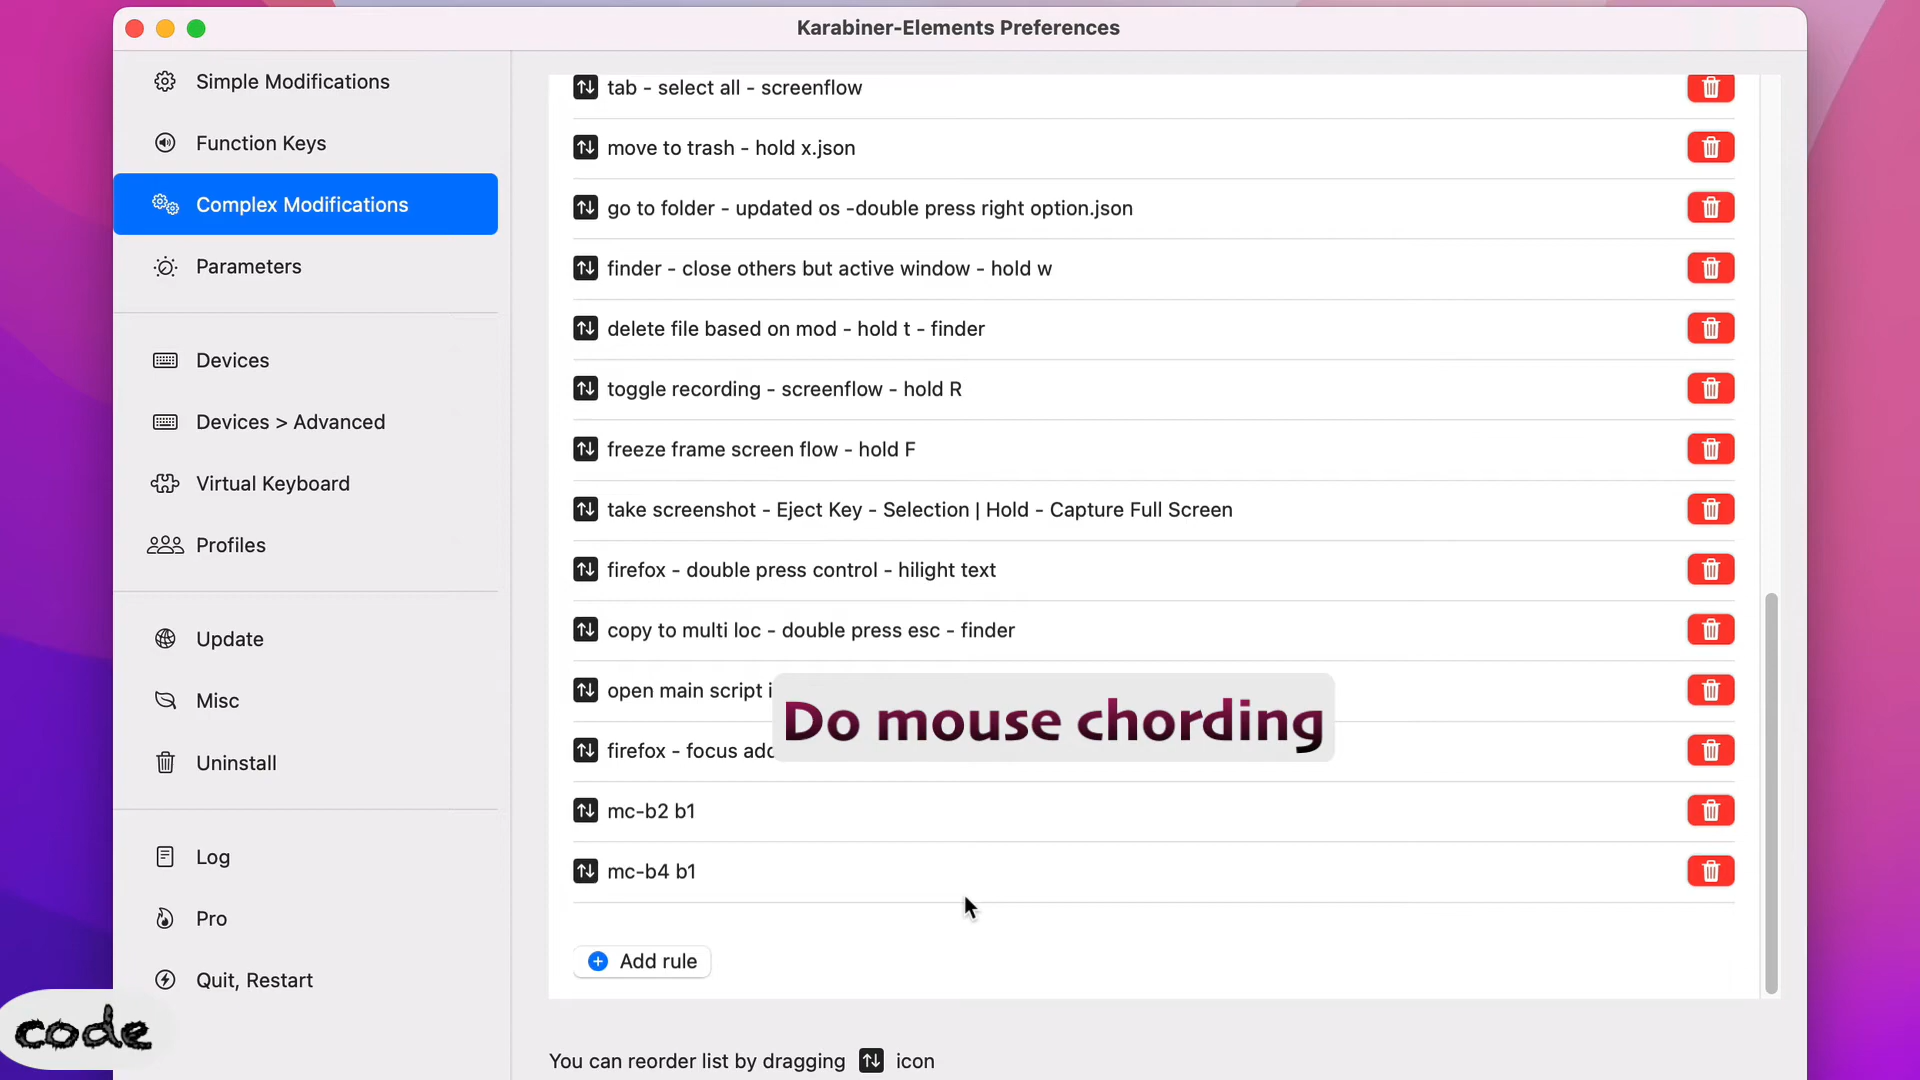 Karabiner-Elements Preferences
Simple Modifications
Function Keys
Complex Modifications
Parameters
Devices
Devices > Advanced
Virtual Keyboard
Profiles
Update
Misc
Uninstall
Log
Pro
Quit, Restart
code
tab - select all - screenflow
move to trash - hold x.json
go to folder - updated os -double press right option.json
finder - close others but active window - hold w
delete file based on mod - hold t - finder
toggle recording - screenflow - hold R
freeze frame screen flow - hold F
take screenshot - Eject Key - Selection | Hold - Capture Full Screen
firefox - double press control - hilight text
copy to multi loc - double press esc - finder
open main script
Do mouse chording
firefox - focus
mc-b2 b1
mc-b4 b1
Add rule
You can reorder list by dragging icon